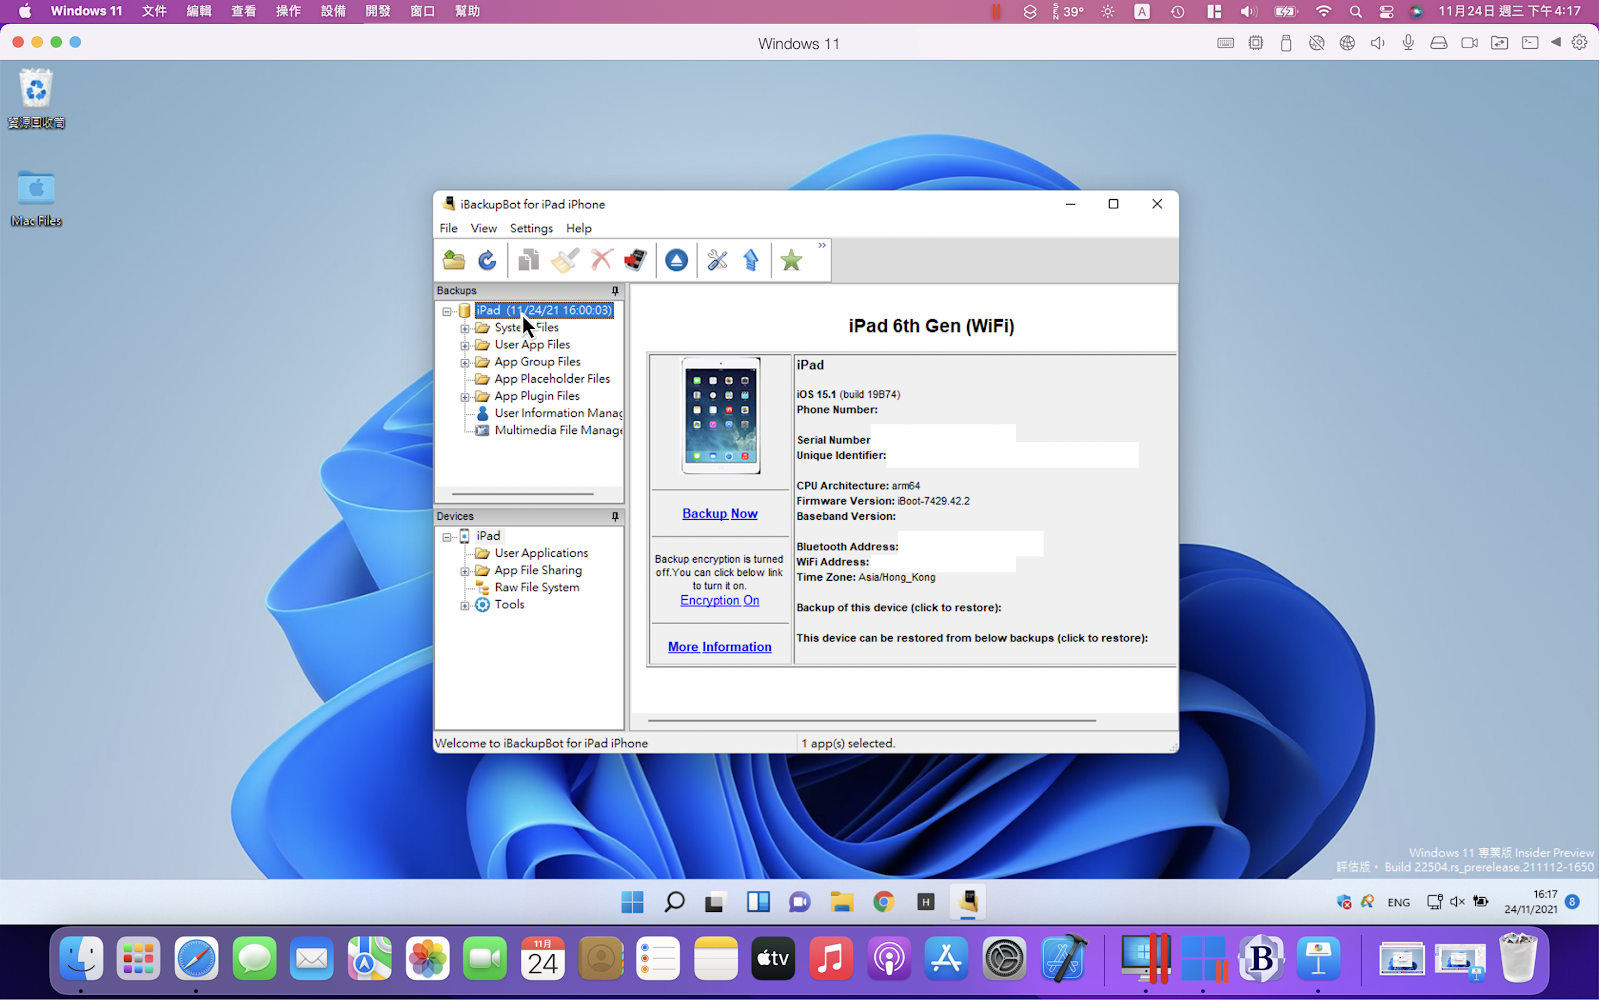 Windows 11 文件 編輯 查看 操作 設備 開發 窗口 幫助
SEN 39° A 11月24日 週三 下午4:17
Windows 11
資源回收筒
Mac Files
iBackupBot for iPad iPhone
File View Settings Help
Backups
iPad (11/24/21 16:00:03)
System Files
User App Files
App Group Files
App Placeholder Files
App Plugin Files
User Information Manag
Multimedia File Manage
Devices
iPad
User Applications
App File Sharing
Raw File System
Tools
iPad 6th Gen (WiFi)
Backup Now
Backup encryption is turned
off.You can click below link
to turn it on.
Encryption On
More Information
iPad
iOS 15.1 (build 19B74)
Phone Number:
Serial Number
Unique Identifier:
CPU Architecture: arm64
Firmware Version: iBoot-7429.42.2
Baseband Version:
Bluetooth Address:
WiFi Address:
Time Zone: Asia/Hong_Kong
Backup of this device (click to restore):
This device can be restored from below backups (click to restore):
Welcome to iBackupBot for iPad iPhone
1 app(s) selected.
Windows 11 專業版 Insider Preview
評估版。 Build 22504.rs_prerelease.211112-1650
H
ENG
16:17
24/11/2021
8
11月
24
tv
B